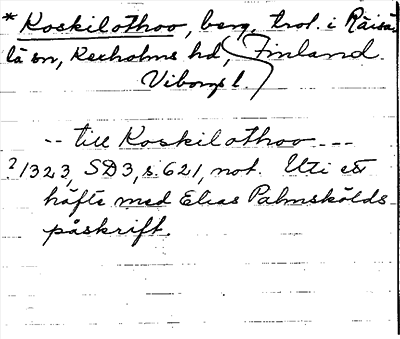 * Koskilothoo, berg, trol. i Räisä-
lä sn, Kexholms hd, Finland.
Viborgs l.
-- till Koskilothoo ---
? 1323, SD3, s. 621, not. Uti ett
häfte med Elias Palmskölds
påskrift.